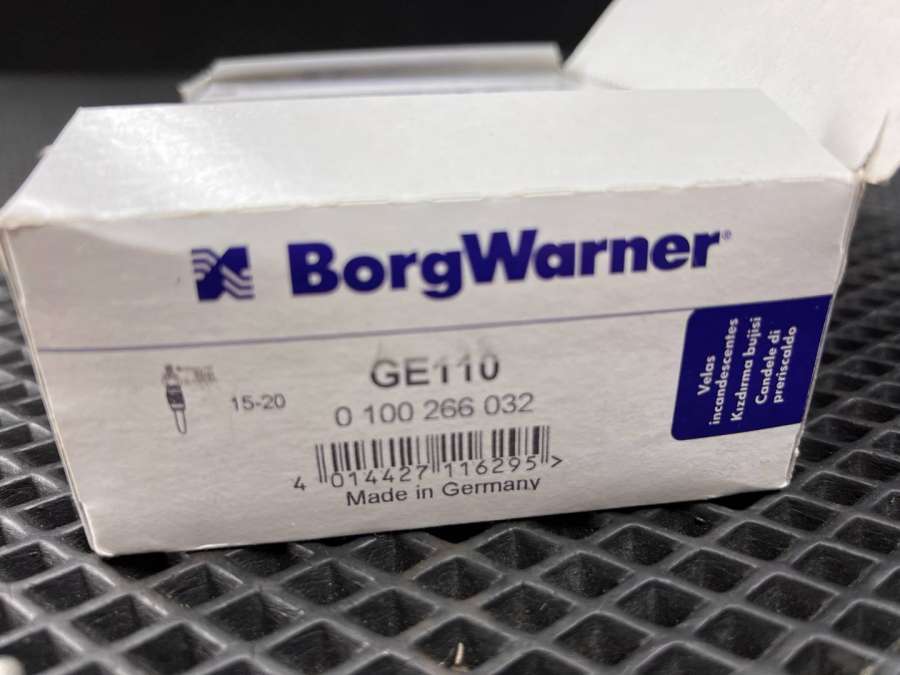 BorgWarner®
GE110
15-20
0 100 266 032
4 014427 116295 >
Made in Germany
Velas
incandescentes
Kızdırma bujisi
Candele di
preriscaldo